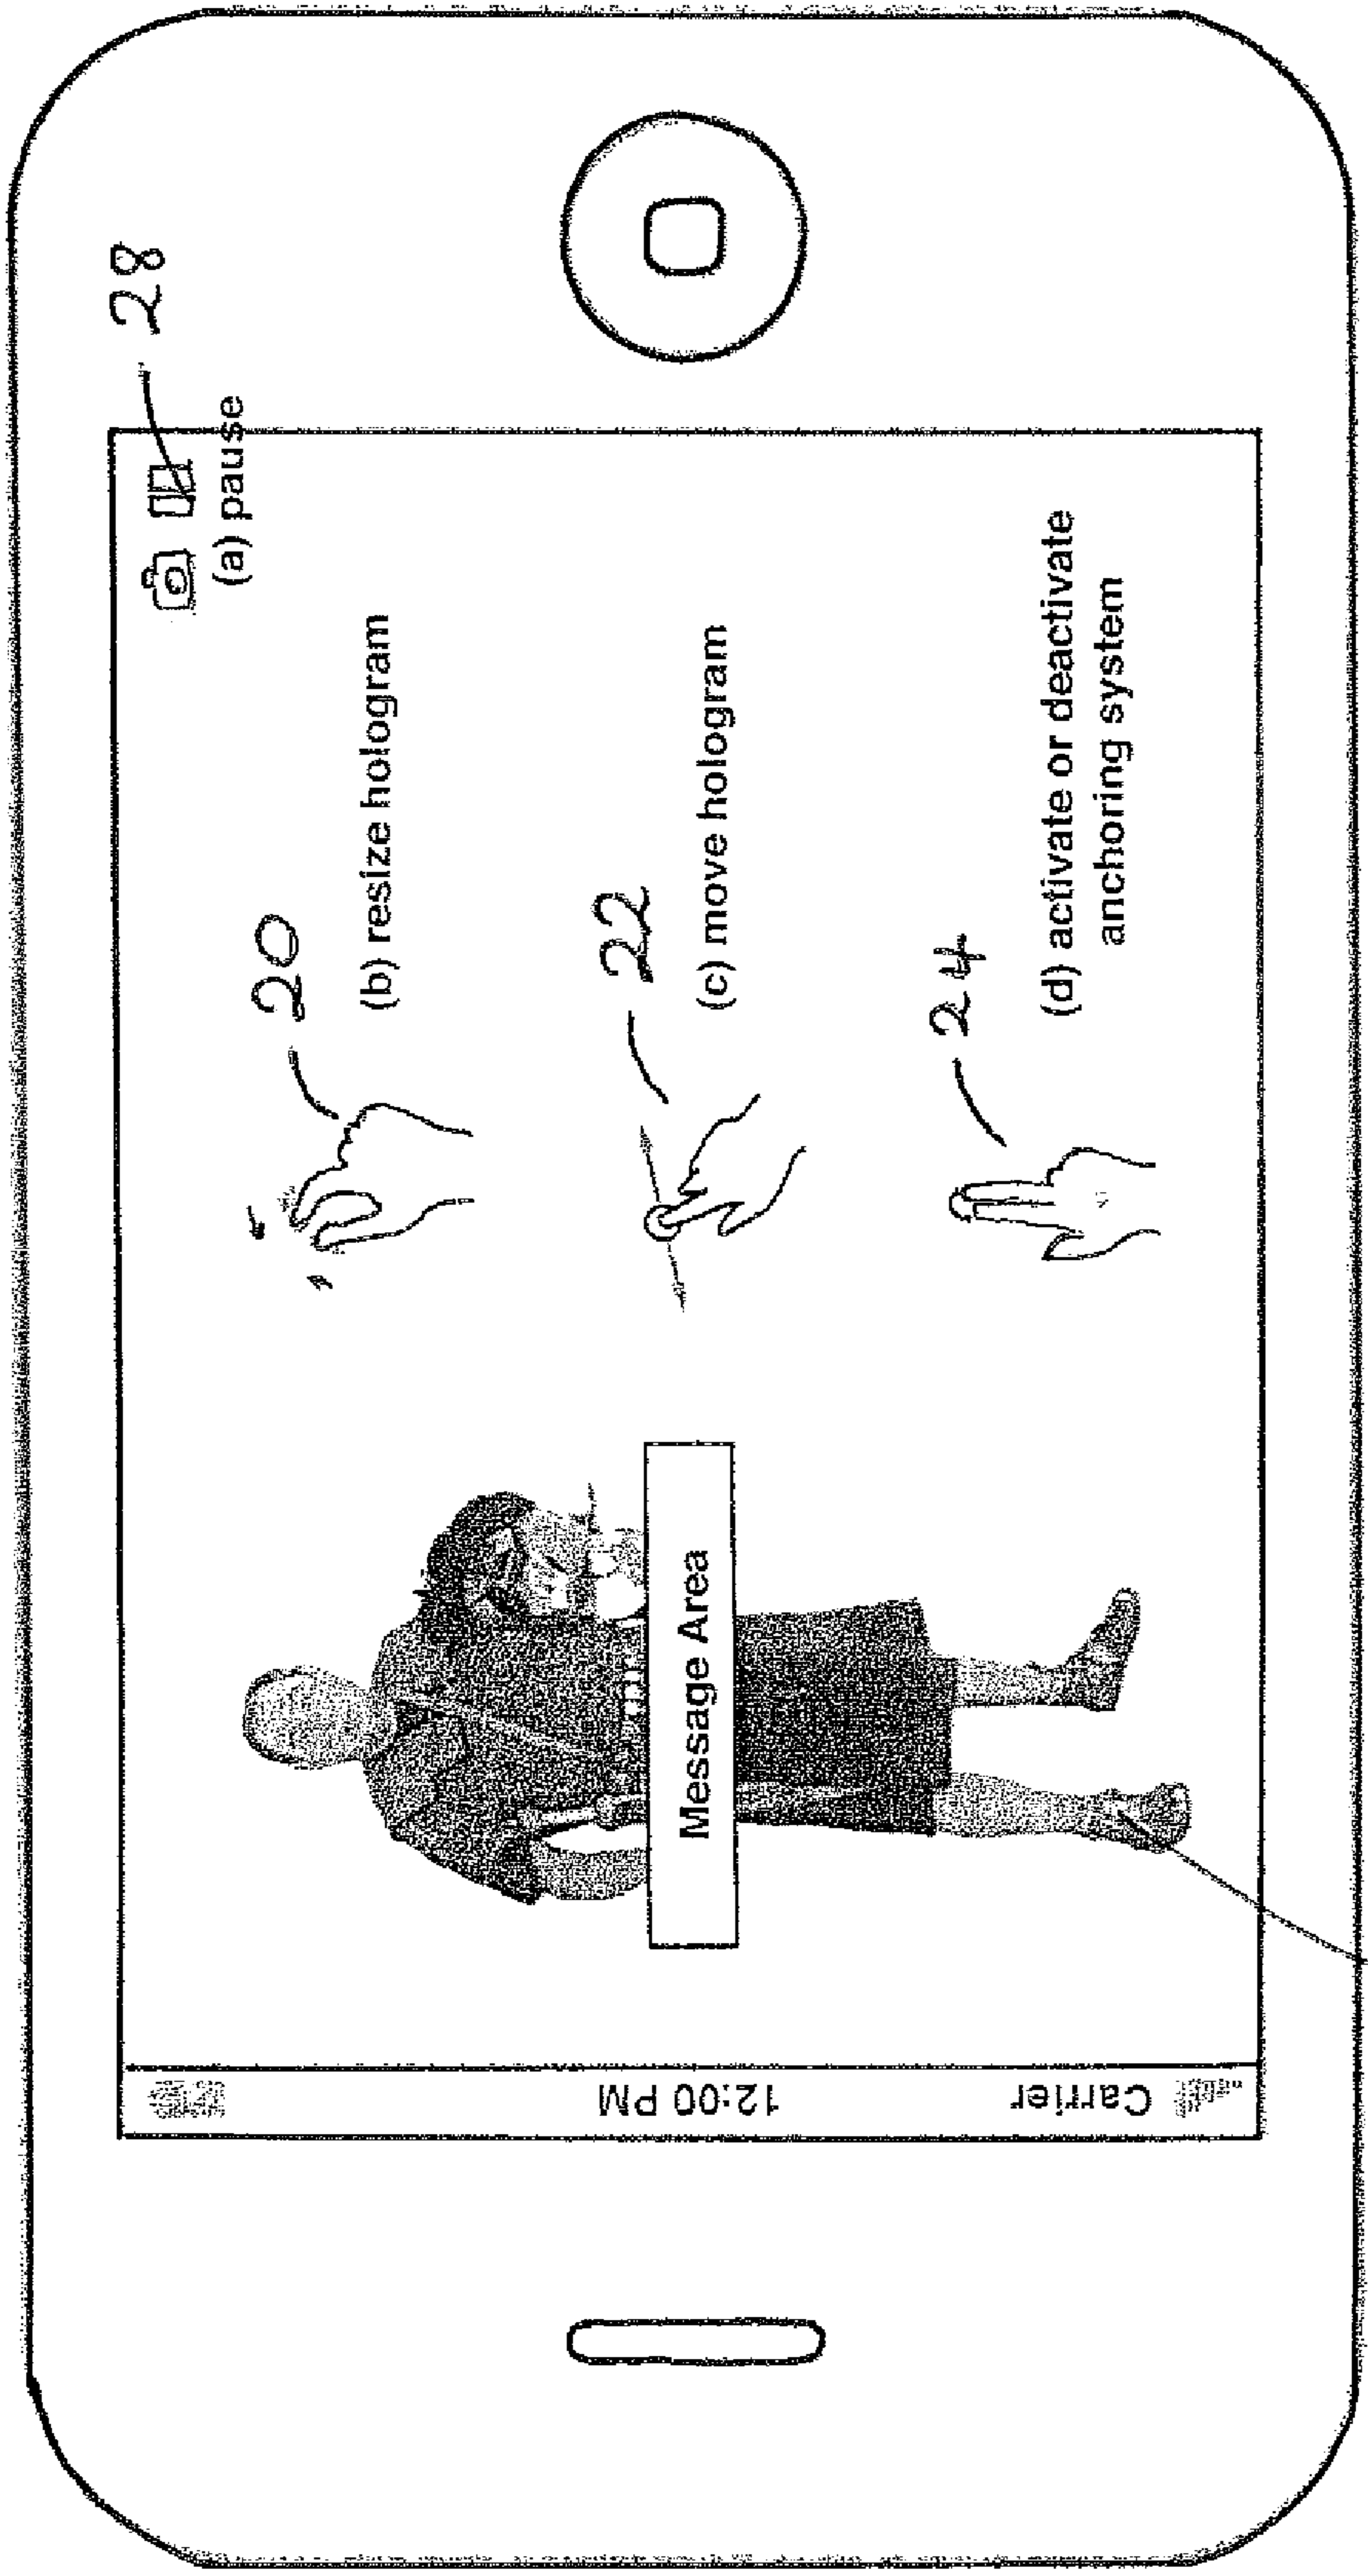 28
(a) pause
20
(b) resize hologram
22
(c) move hologram
24
(d) activate or deactivate
anchoring system
Message Area
Carrier
12:00 PM